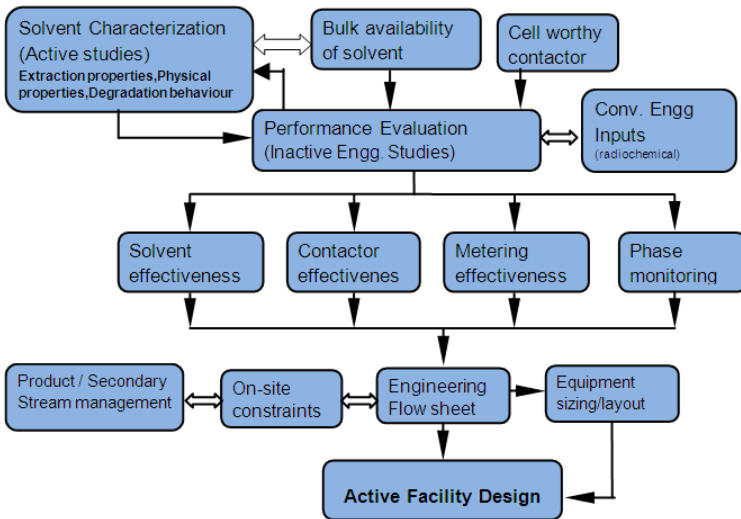 Solvent Characterization
(Active studies)
Extraction properties,Physical
properties,Degradation behaviour
Bulk availability
of solvent
Cell worthy
contactor
Performance Evaluation
(Inactive Engg. Studies)
Conv. Engg
Inputs
(radiochemical)
Solvent
effectiveness
Contactor
effectivenes
Metering
effectiveness
Phase
monitoring
Product / Secondary
Stream management
On-site
constraints
Engineering
Flow sheet
Equipment
sizing/layout
Active Facility Design